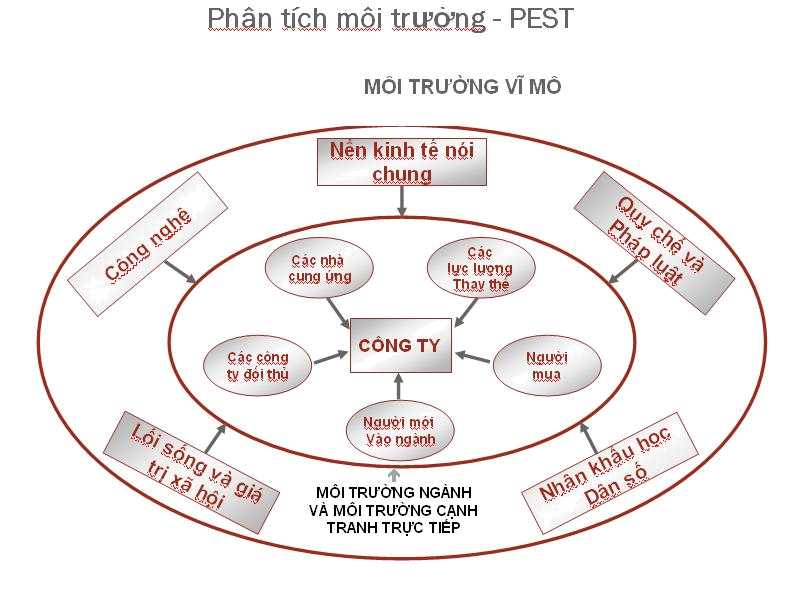 Phân tích môi trường - PEST
MÔI TRƯỜNG VĨ MÔ
Nền kinh tế nói
chung
Công nghệ
Quy chế và
Pháp luật
Các nhà
cung ứng
Các
lực lượng
Thay thế
CÔNG TY
Các công
ty đối thủ
Người
mua
Người mới
Vào ngành
Lối sống và giá
trị xã hội
Nhân khẩu học
Dân số
MÔI TRƯỜNG NGÀNH
VÀ MÔI TRƯỜNG CẠNH
TRANH TRỰC TIẾP